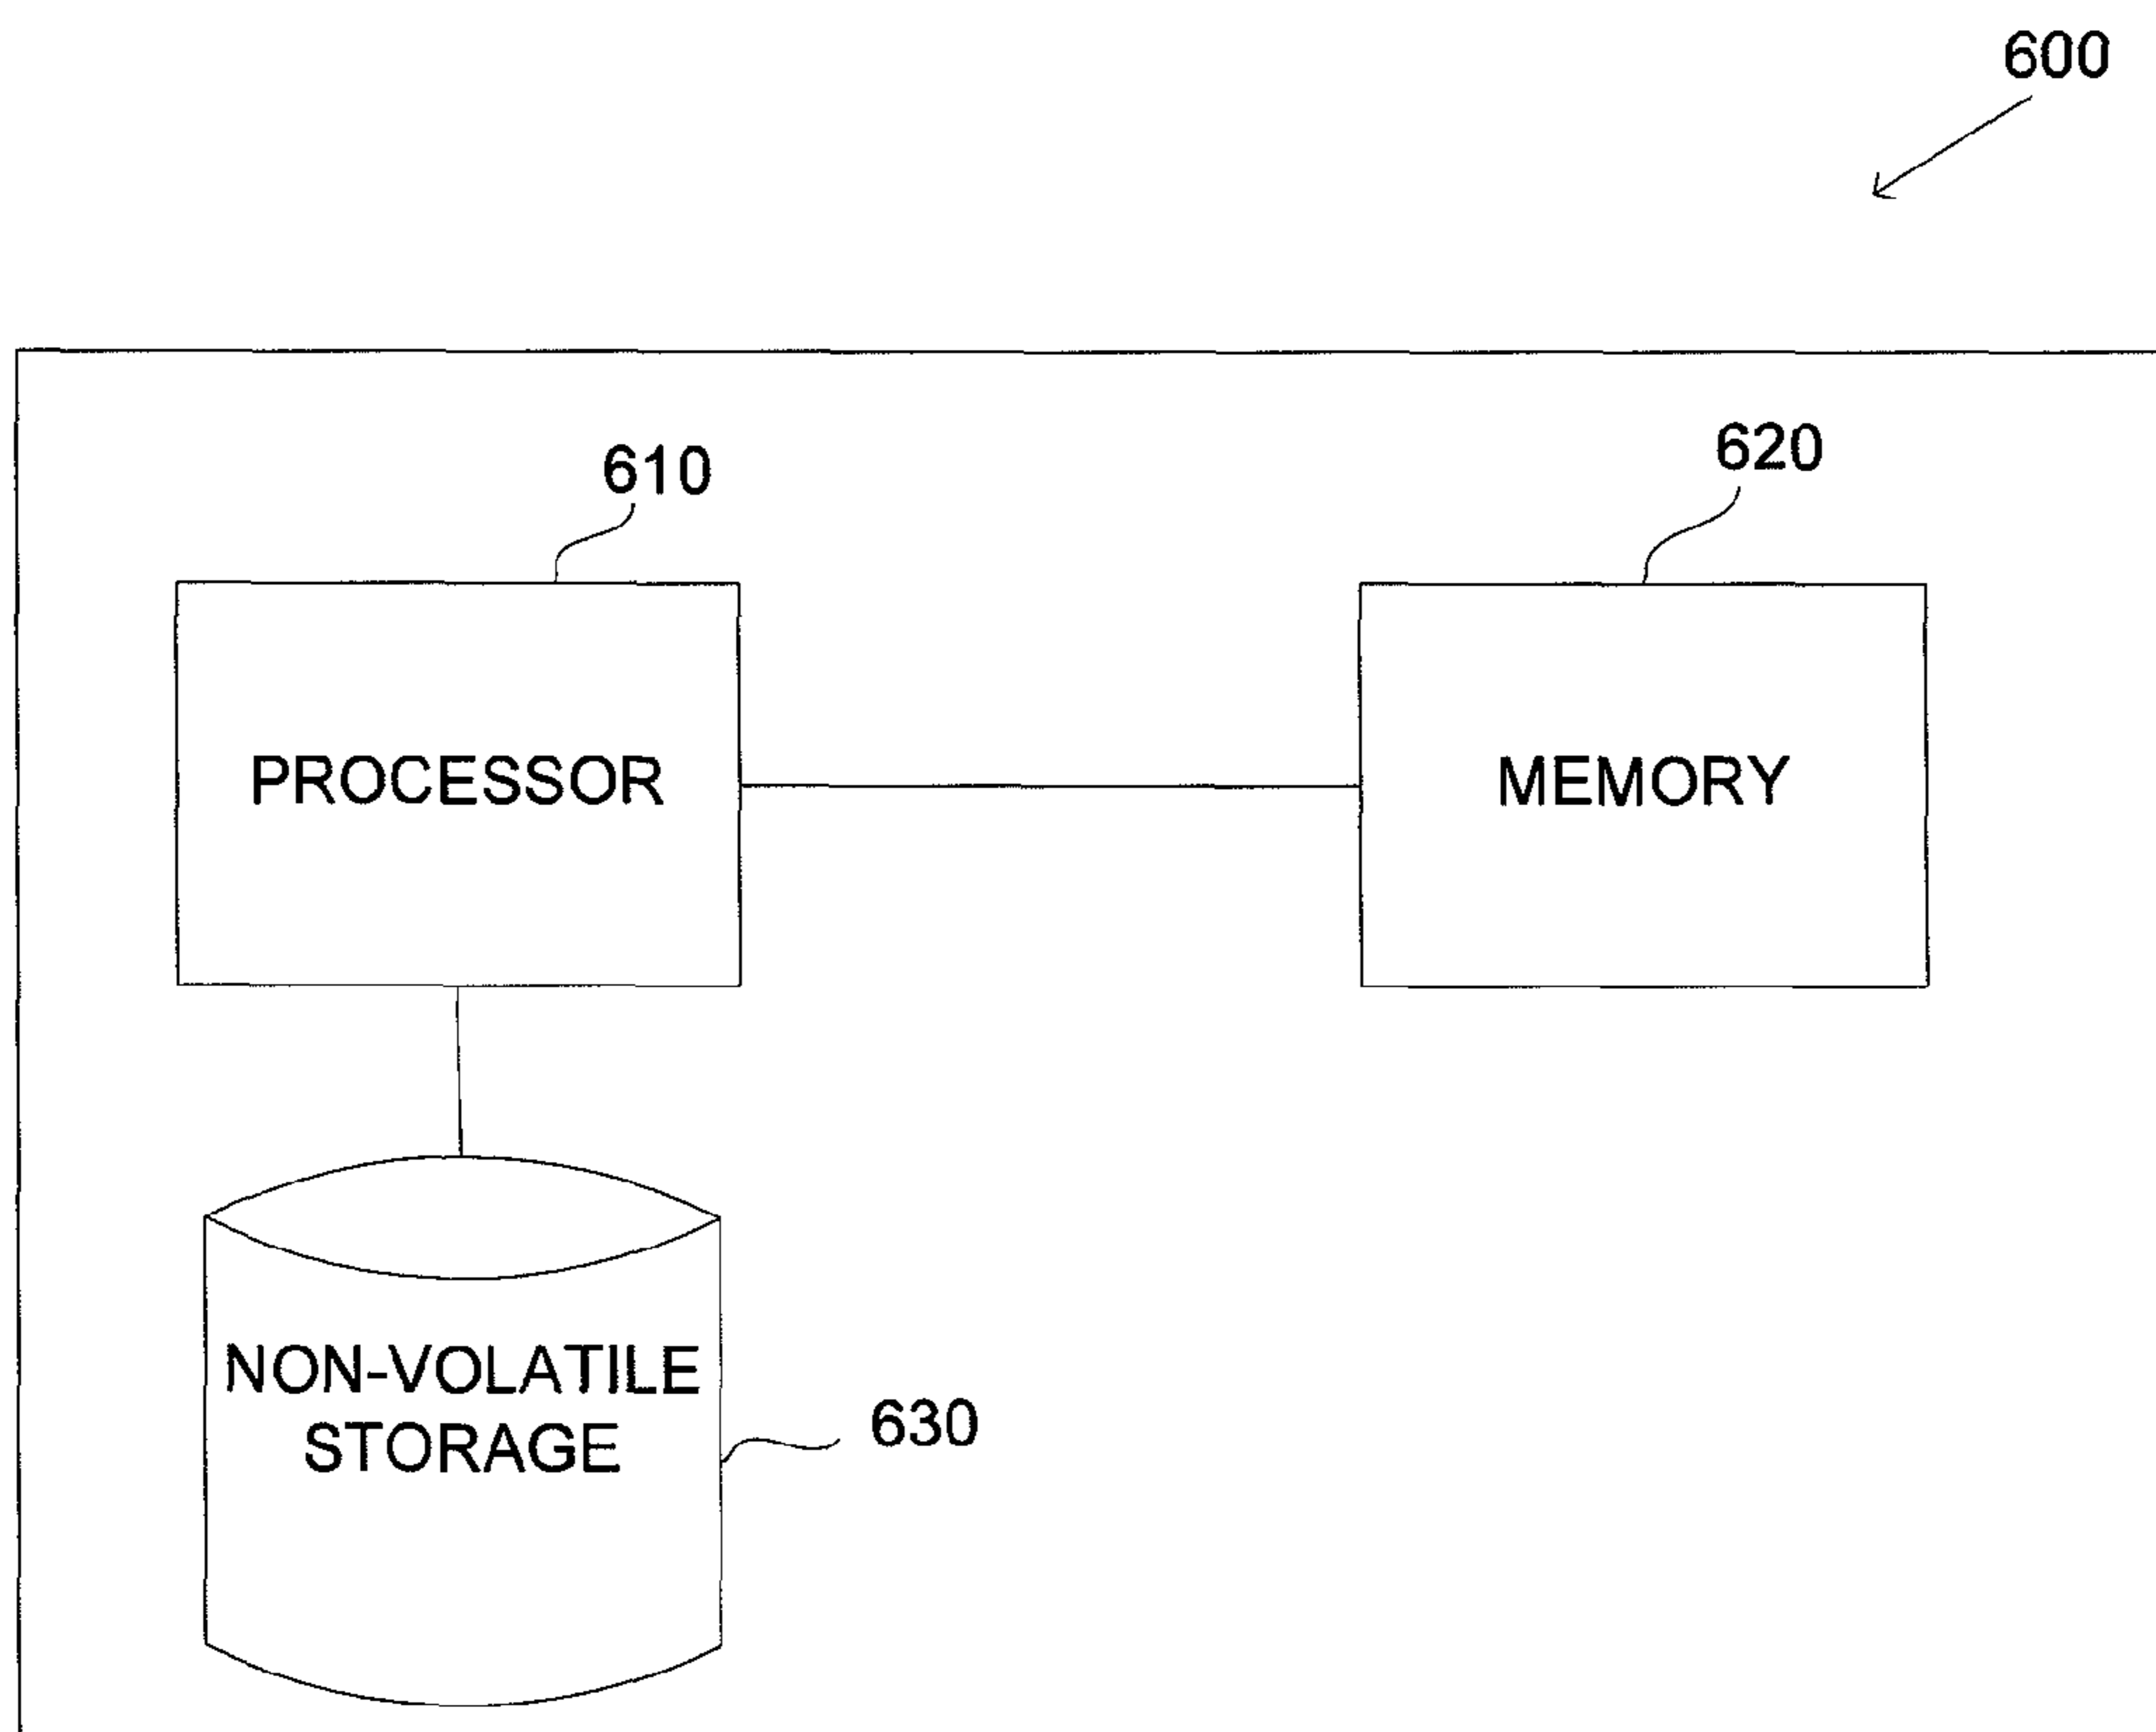 600
610
620
PROCESSOR
MEMORY
NON-VOLATILE
STORAGE
630